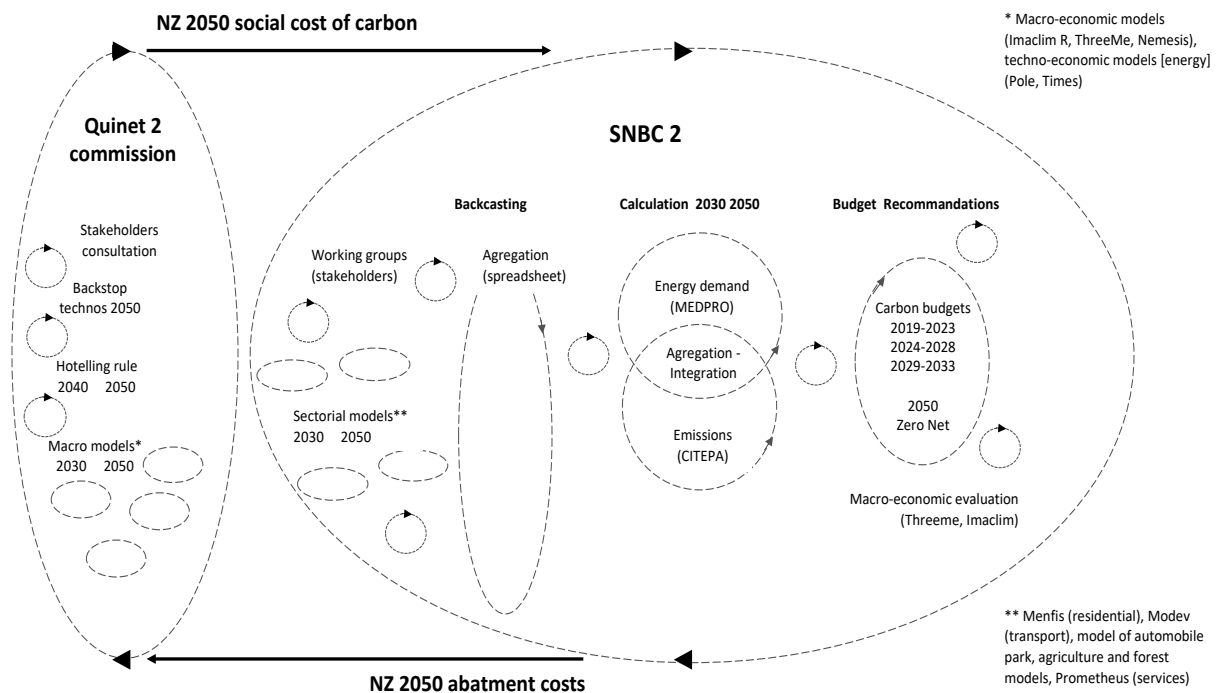 NZ 2050 social cost of carbon
* Macro-economic models
(Imaclim R, ThreeMe, Nemesis),
techno-economic models [energy]
(Pole, Times)
Quinet 2
commission
Stakeholders
consultation
Backstop
technos 2050
Hotelling rule
2040 2050
Macro models*
2030 2050
SNBC 2
Backcasting
Calculation 2030 2050
Budget Recommandations
Working groups
(stakeholders)
Agregation
(spreadsheet)
Sectorial models**
2030 2050
Energy demand
(MEDPRO)
Agregation -
Integration
Emissions
(CITEPA)
Carbon budgets
2019-2023
2024-2028
2029-2033
2050
Zero Net
Macro-economic evaluation
(Threeme, Imaclim)
** Menfis (residential), Modev
(transport), model of automobile
park, agriculture and forest
models, Prometheus (services)
NZ 2050 abatment costs